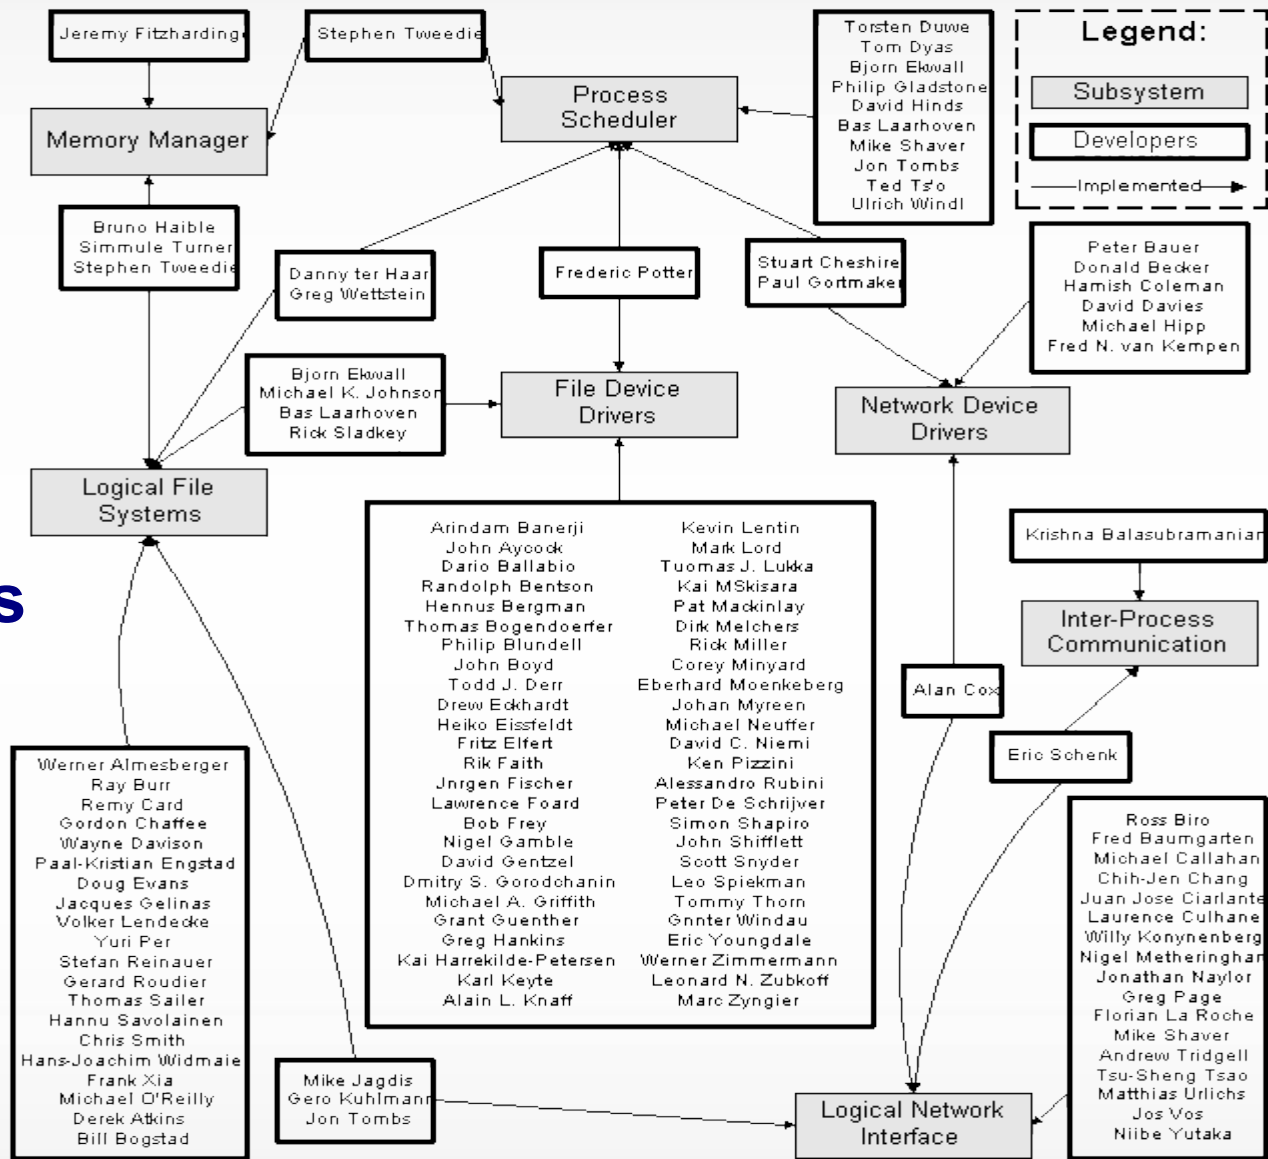 Jeremy Fitzharding
Stephen Tweedie
Torsten Duwe
Tom Dyas
Bjorn Ekwall
Philip Gladstone
David Hinds
Bas Laarhoven
Mike Shaver
Jon Tombs
Ted Ts'o
Ulrich Windl
Legend:
Subsystem
Developers
Implemented
Memory Manager
Process
Scheduler
Bruno Haible
Simmule Turner
Stephen Tweedie
Danny ter Haar
Greg Wettstein
Frederic Potter
Stuart Cheshire
Paul Gortmaker
Peter Bauer
Donald Becker
Hamish Coleman
David Davies
Michael Hipp
Fred N. van Kempen
Bjorn Ekwall
Michael K. Johnson
Bas Laarhoven
Rick Sladkey
File Device
Drivers
Network Device
Drivers
Logical File
Systems
s
Arindam Banerji
John Aycock
Dario Ballabio
Randolph Bentson
Hennus Bergman
Thomas Bogendoerfer
Philip Blundell
John Boyd
Todd J. Derr
Drew Eckhardt
Heiko Eissfeldt
Fritz Elfert
Rik Faith
Jnrgen Fischer
Lawrence Foard
Bob Frey
Nigel Gamble
David Gentzel
Dmitry S. Gorodchanin
Michael A. Griffith
Grant Guenther
Greg Hankins
Kai Harrekilde-Petersen
Karl Keyte
Alain L. Knaff
Kevin Lentin
Mark Lord
Tuomas J. Lukka
Kai MSkisara
Pat Mackinlay
Dirk Melchers
Rick Miller
Corey Minyard
Eberhard Moenkeberg
Johan Myreen
Michael Neuffer
David C. Niemi
Ken Pizzini
Alessandro Rubini
Peter De Schrijver
Simon Shapiro
John Shifflett
Scott Snyder
Leo Spiekman
Tommy Thorn
Gnnter Windau
Eric Youngdale
Werner Zimmermann
Leonard N. Zubkoff
Marc Zyngier
Krishna Balasubramanian
Inter-Process
Communication
Alan Cox
Eric Schenk
Werner Almesberger
Ray Burr
Remy Card
Gordon Chaffee
Wayne Davison
Paal-Kristian Engstad
Doug Evans
Jacques Gelinas
Volker Lendecke
Yuri Per
Stefan Reinauer
Gerard Roudier
Thomas Sailer
Hannu Savolainen
Chris Smith
Hans-Joachim Widmaie
Frank Xia
Michael O'Reilly
Derek Atkins
Bill Bogstad
Mike Jagdis
Gero Kuhlmann
Jon Tombs
Logical Network
Interface
Ross Biro
Fred Baumgarten
Michael Callahan
Chih-Jen Chang
Juan Jose Ciarlante
Laurence Culhane
Willy Konynenberg
Nigel Metheringham
Jonathan Naylor
Greg Page
Florian La Roche
Mike Shaver
Andrew Tridgell
Tsu-Sheng Tsao
Matthias Urlichs
Jos Vos
Niibe Yutaka